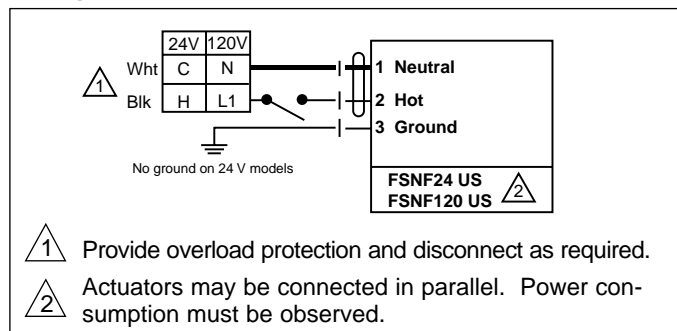 24V 120V
Wht C N 1 Neutral
1
Blk H L1 2 Hot
3 Ground
No ground on 24 V models
FSNF24 US
FSNF120 US
2
1 Provide overload protection and disconnect as required.
2 Actuators may be connected in parallel. Power con-
sumption must be observed.